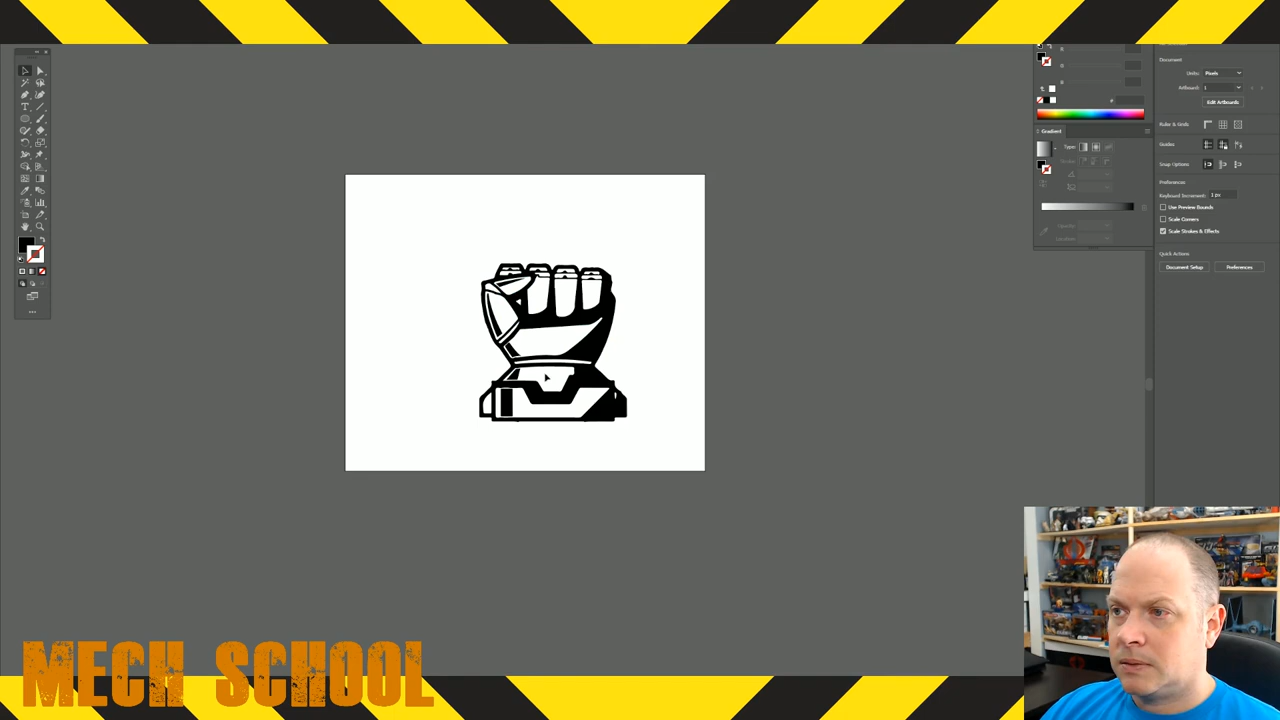 Document
Units: Pixels
Artboard: 1
Edit Artboards
Ruler & Grids
Guides
Snap Options
Preferences
Keyboard Increment: 1 px
Use Preview Bounds
Scale Corners
Scale Strokes & Effects
Quick Actions
Document Setup
Preferences
#
Gradient
Type:
Stroke:
Opacity:
Location:
MECH SCHOOL